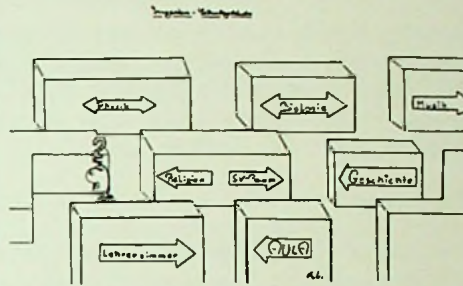 Physik
Biologie
Musik
Religion
SV-Raum
Geschichte
Lehrerzimmer
AULA